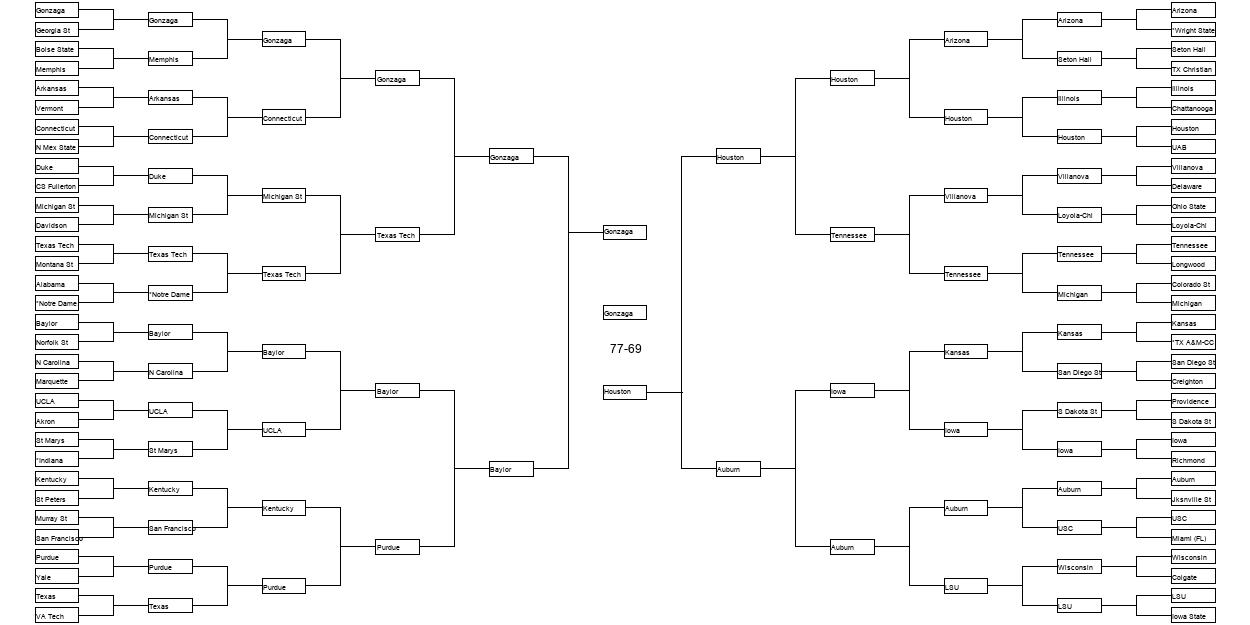 Gonzaga
Georgia St
Boise State
Memphis
Arkansas
Vermont
Connecticut
N Mex State
Duke
CS Fullerton
Michigan St
Davidson
Texas Tech
Montana St
Alabama
*Notre Dame
Baylor
Norfolk St
N Carolina
Marquette
UCLA
Akron
St Marys
*Indiana
Kentucky
St Peters
Murray St
San Francisco
Purdue
Yale
Texas
VA Tech
Gonzaga
Memphis
Arkansas
Connecticut
Duke
Michigan St
Texas Tech
*Notre Dame
Baylor
N Carolina
UCLA
St Marys
Kentucky
San Francisco
Purdue
Texas
Gonzaga
Connecticut
Michigan St
Texas Tech
Baylor
UCLA
Kentucky
Purdue
Gonzaga
Texas Tech
Baylor
Purdue
Gonzaga
Baylor
Gonzaga
Gonzaga
77-69
Houston
Houston
Auburn
Houston
Tennessee
Iowa
Auburn
Arizona
Houston
Villanova
Tennessee
Kansas
Iowa
Auburn
LSU
Arizona
Seton Hall
Illinois
Houston
Villanova
Loyola-Chi
Tennessee
Michigan
Kansas
San Diego St
S Dakota St
Iowa
Auburn
USC
Wisconsin
LSU
Arizona
*Wright State
Seton Hall
TX Christian
Illinois
Chattanooga
Houston
UAB
Villanova
Delaware
Ohio State
Loyola-Chi
Tennessee
Longwood
Colorado St
Michigan
Kansas
*TX A&M-CC
San Diego St
Creighton
Providence
S Dakota St
Iowa
Richmond
Auburn
Jksnville St
USC
Miami (FL)
Wisconsin
Colgate
LSU
Iowa State